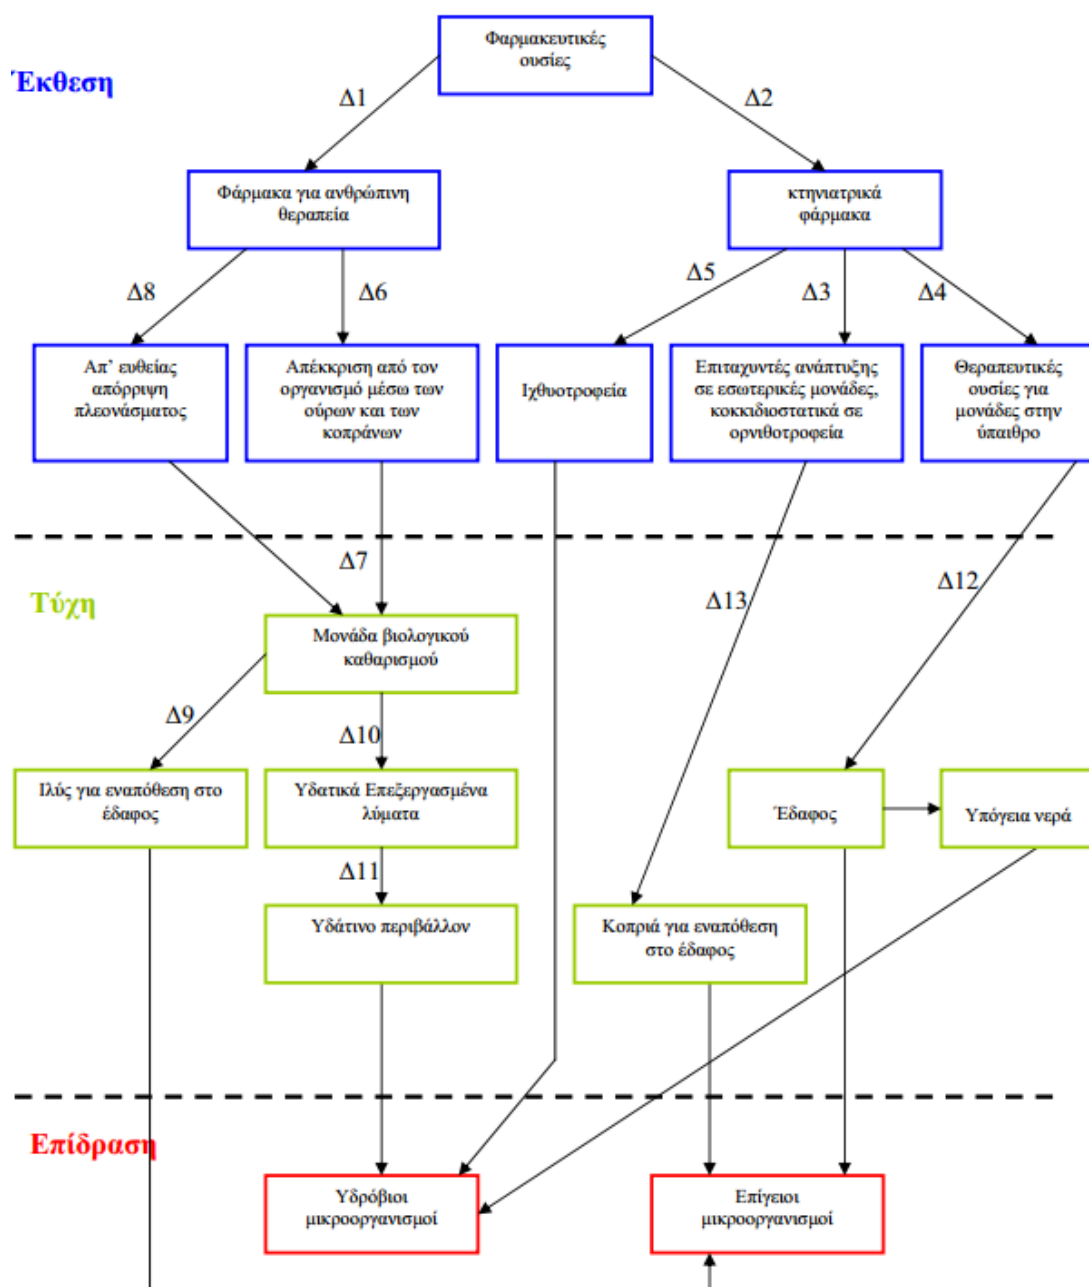 Φαρμακευτικές
ουσίες
Έκθεση
Δ1
Δ2
Φάρμακα για ανθρώπινη
θεραπεία
κτηνιατρικά
φάρμακα
Δ8
Δ6
Δ5
Δ3
Δ4
Απ’ ευθείας
απόρριψη
πλεονάσματος
Απέκκριση από τον
οργανισμό μέσω των
ούρων και των
κοπράνων
Ιχθυοτροφεία
Επιταχυντές ανάπτυξης
σε εσωτερικές μονάδες,
κοκκιδιοστατικά σε
ορνιθοτροφεία
Θεραπευτικές
ουσίες για
μονάδες στην
ύπαιθρο
Δ7
Δ12
Τύχη
Δ13
Μονάδα βιολογικού
καθαρισμού
Δ9
Δ10
Ιλύς για εναπόθεση στο
έδαφος
Υδατικά Επεξεργασμένα
λύματα
Έδαφος
Υπόγεια νερά
Δ11
Υδάτινο περιβάλλον
Κοπριά για εναπόθεση
στο έδαφος
Επίδραση
Υδρόβιοι
μικροοργανισμοί
Επίγειοι
μικροοργανισμοί